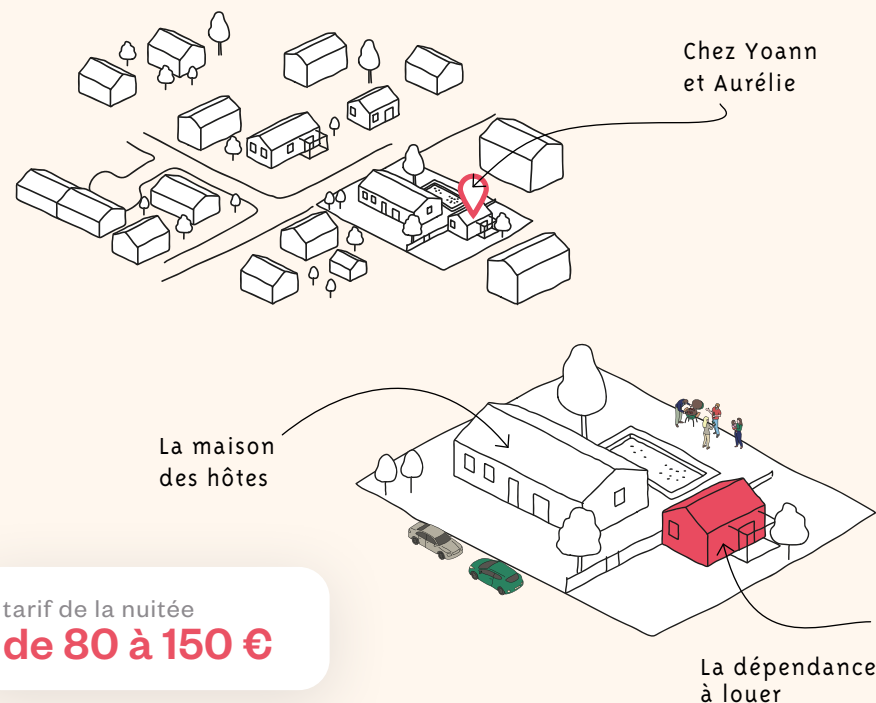 Chez Yoann
et Aurélie
La maison
des hôtes
tarif de la nuitée
de 80 à 150 €
La dépendance
à louer